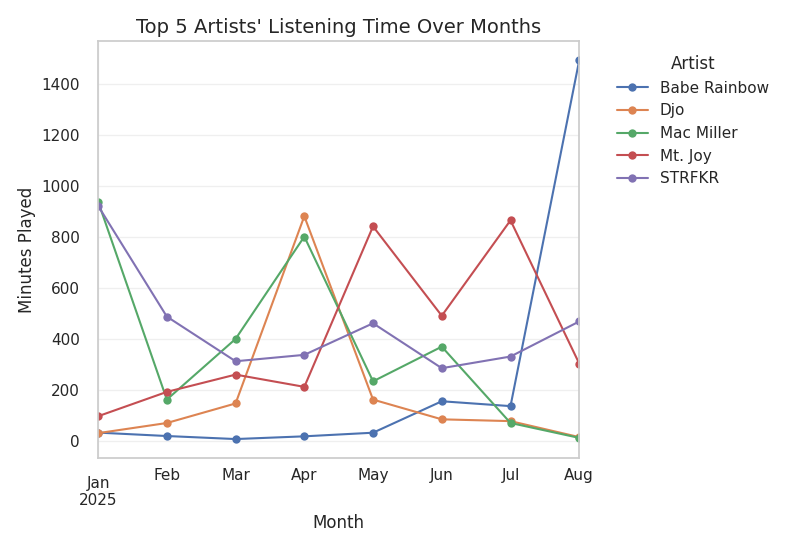 Top 5 Artists' Listening Time Over Months
Artist
Babe Rainbow
Djo
Mac Miller
Mt. Joy
STRFKR
Minutes Played
1400
1200
1000
800
600
400
200
0
Jan
2025
Feb
Mar
Apr
May
Jun
Jul
Aug
Month